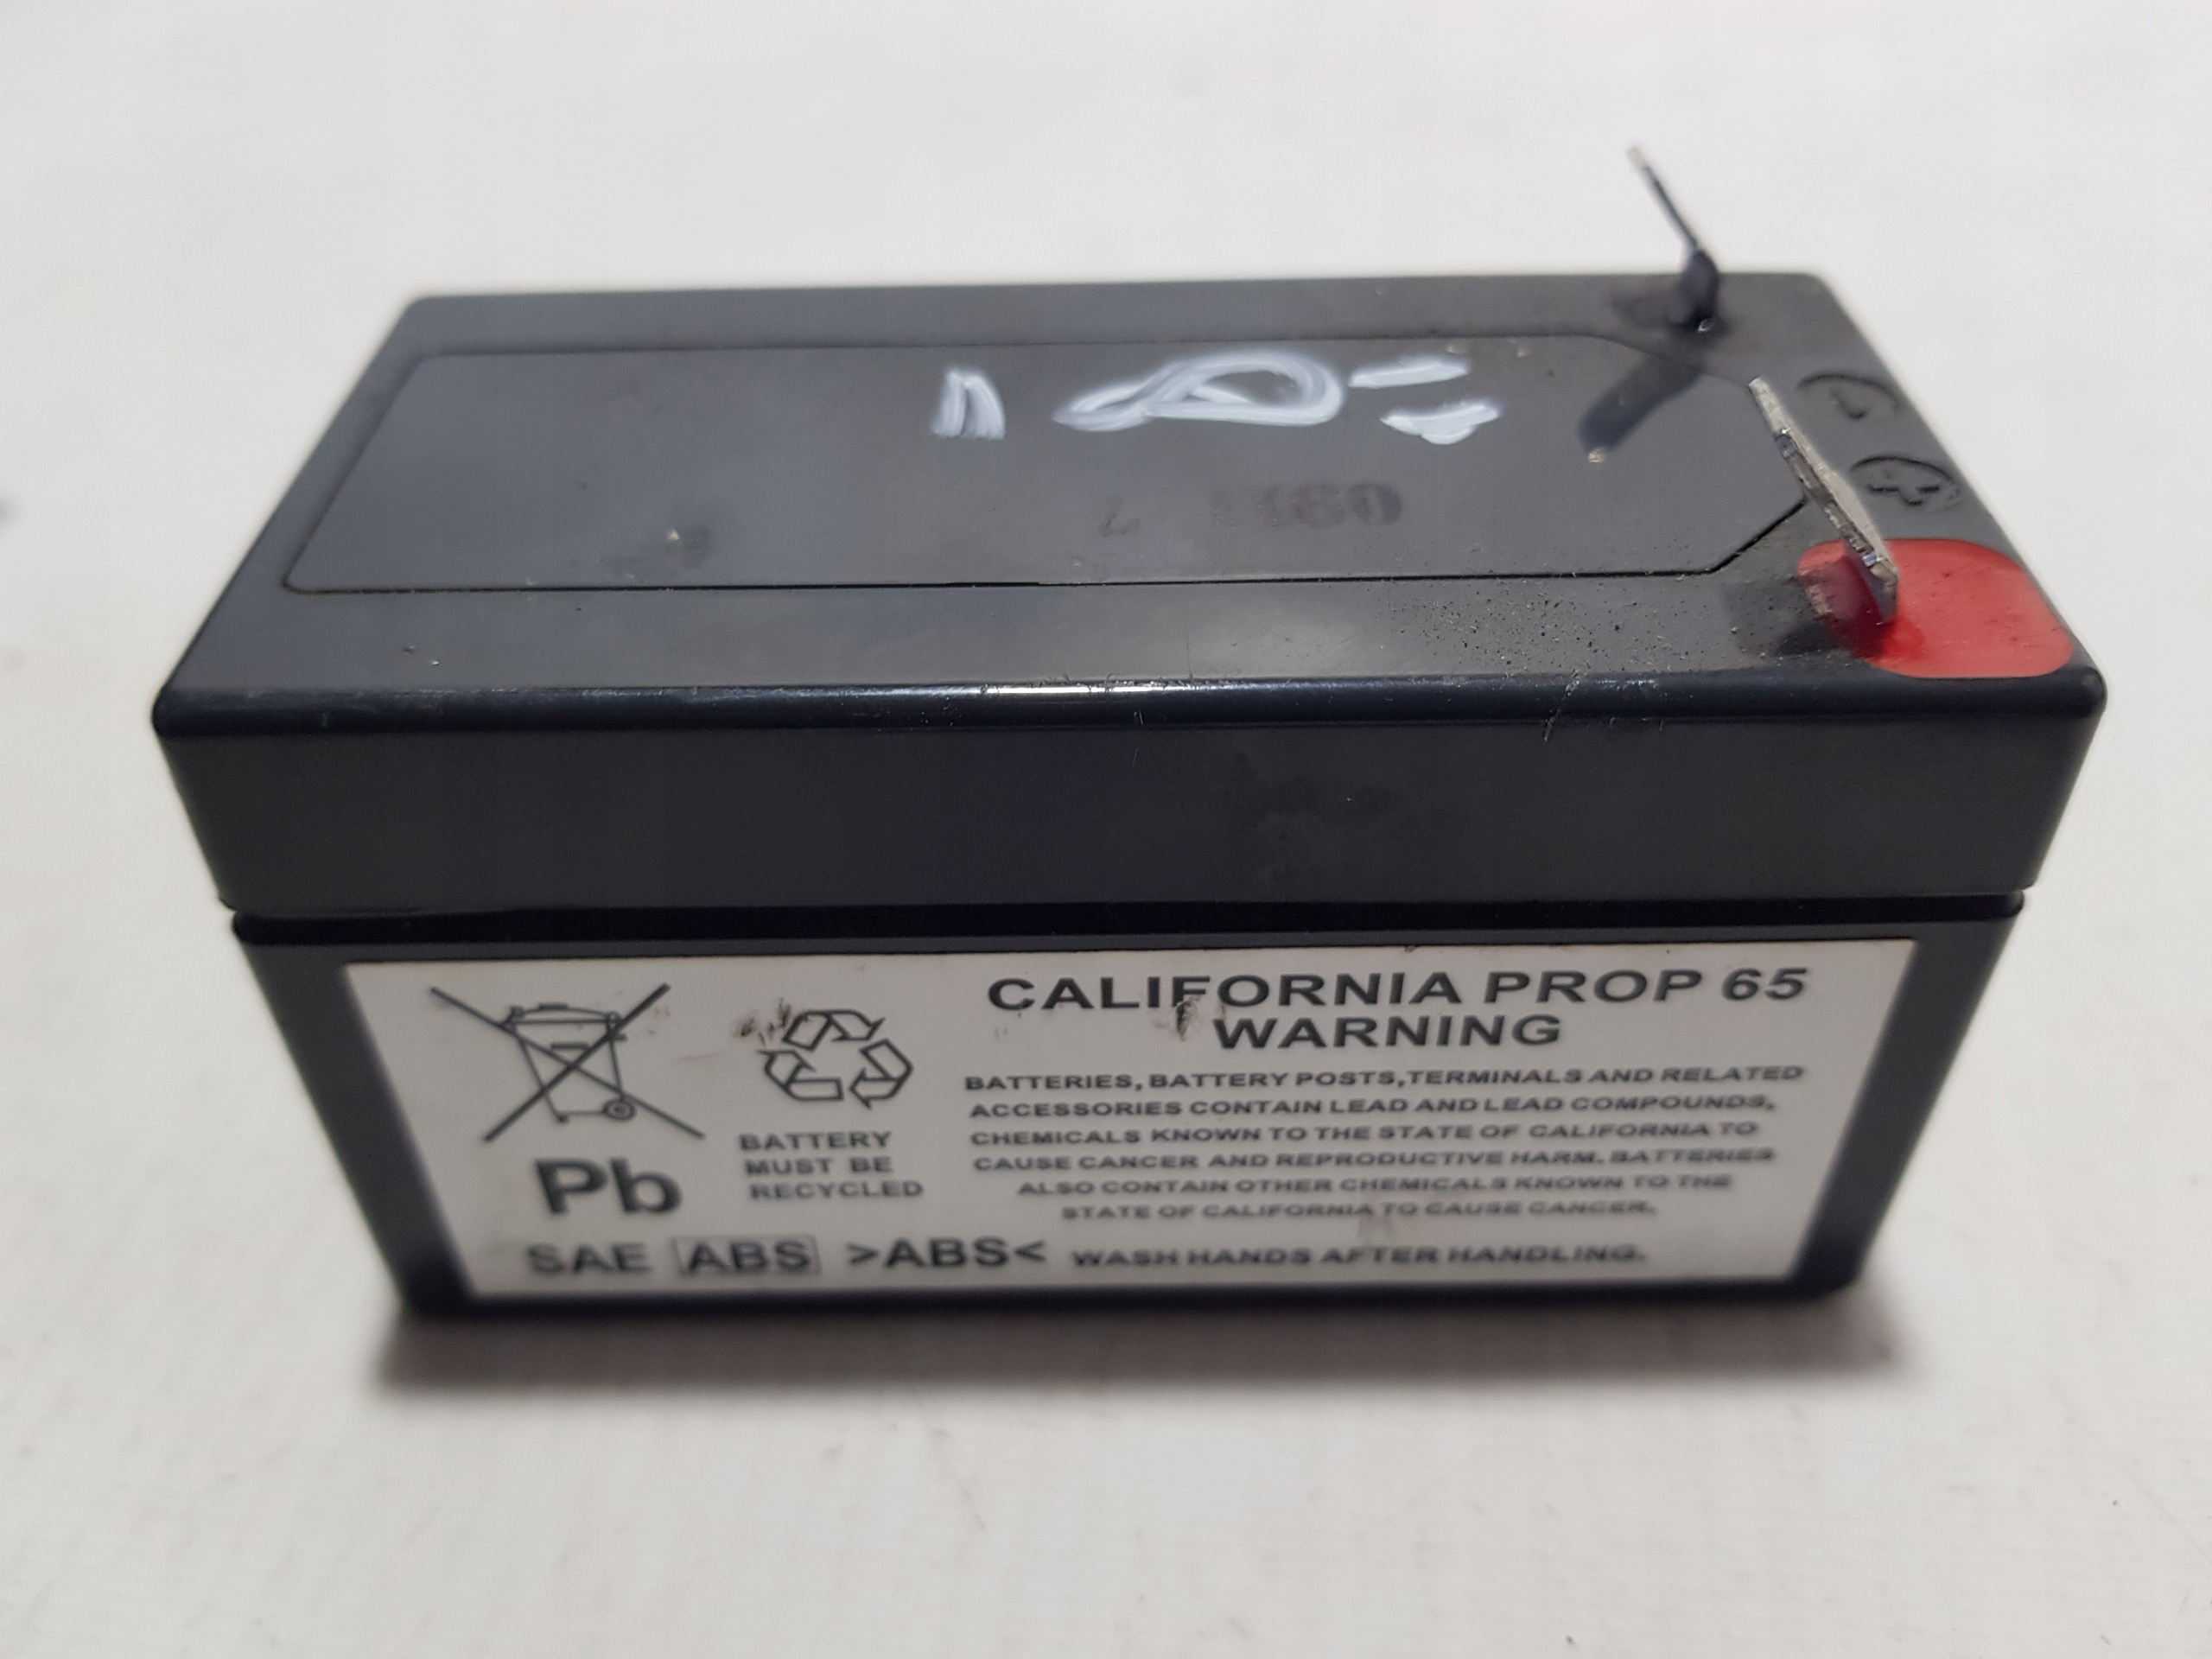 CALIFORNIA PROP 65
WARNING
BATTERIES, BATTERY POSTS, TERMINALS AND RELATED
ACCESSORIES CONTAIN LEAD AND LEAD COMPOUNDS,
CHEMICALS KNOWN TO THE STATE OF CALIFORNIA TO
CAUSE CANCER AND REPRODUCTIVE HARM. BATTERIES
ALSO CONTAIN OTHER CHEMICALS KNOWN TO THE
STATE OF CALIFORNIA TO CAUSE CANCER.
WASH HANDS AFTER HANDLING.
BATTERY
MUST BE
RECYCLED
Pb
SAE ABS >ABS<